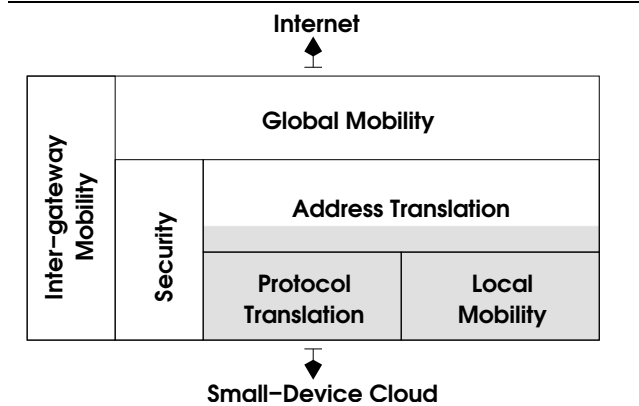 Internet
Global Mobility
Inter-gateway
Mobility
Security
Address Translation
Protocol
Translation
Local
Mobility
Small-Device Cloud